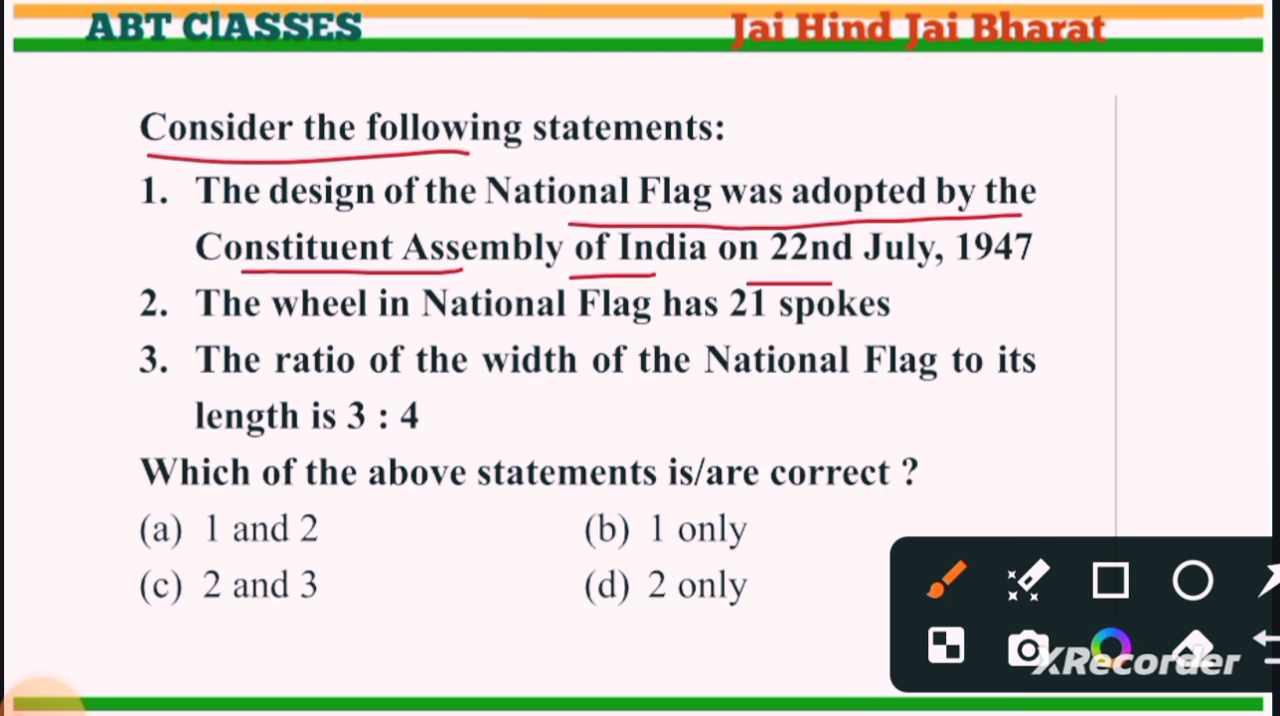 ABT ClASSES
Jai Hind Jai Bharat
Consider the following statements:
1. The design of the National Flag was adopted by the
Constituent Assembly of India on 22nd July, 1947
2. The wheel in National Flag has 21 spokes
3. The ratio of the width of the National Flag to its
length is 3 : 4
Which of the above statements is/are correct ?
(a) 1 and 2
(b) 1 only
(c) 2 and 3
(d) 2 only
XRecorder